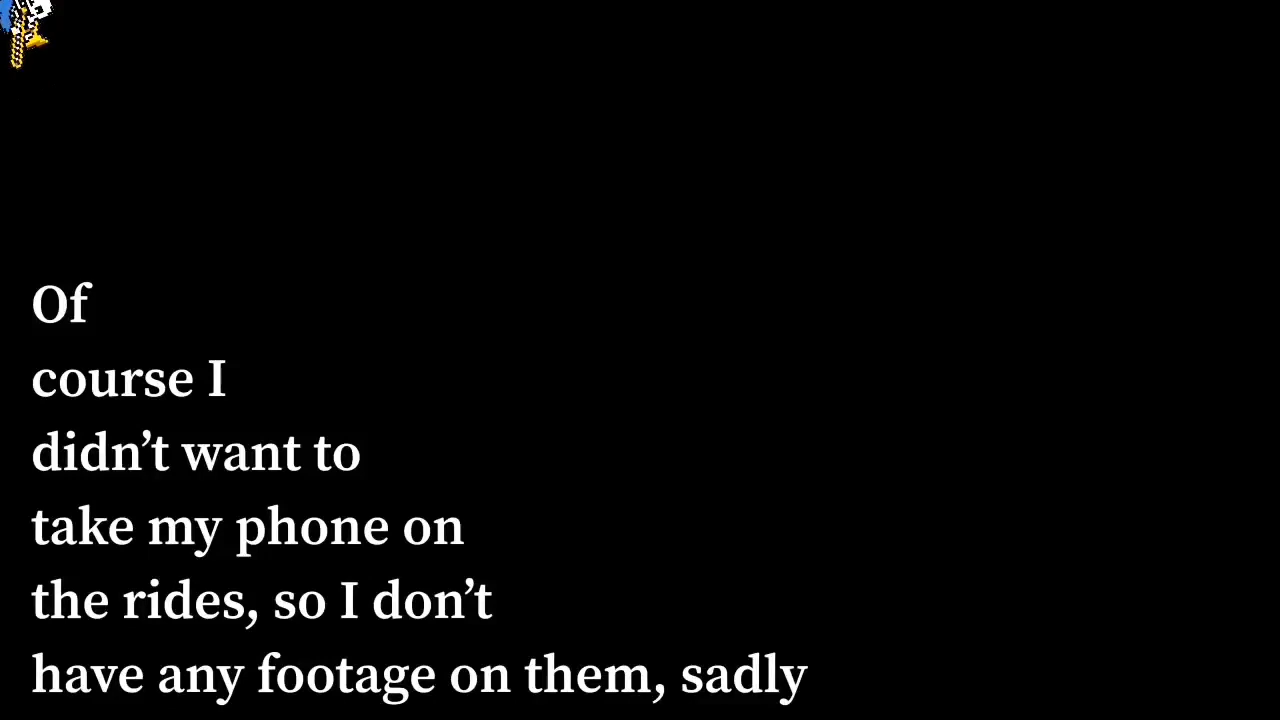 Of
course I
didn’t want to
take my phone on
the rides, so I don’t
have any footage on them, sadly